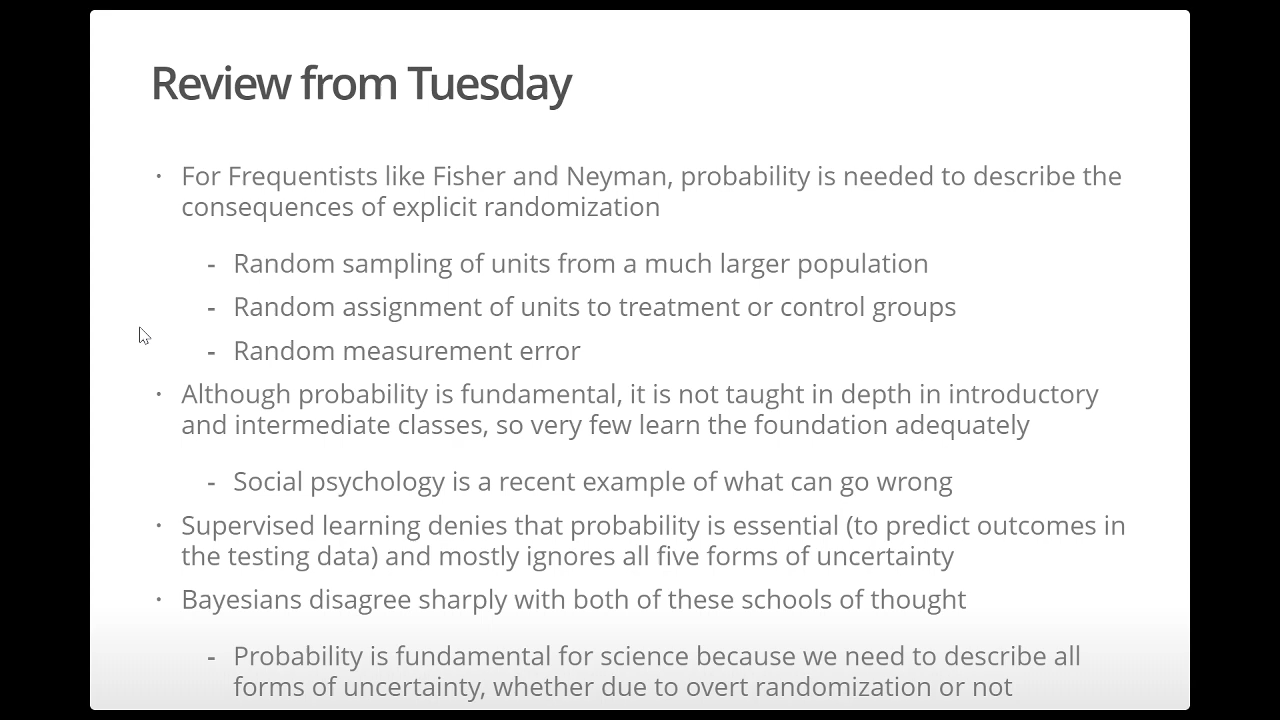 Review from Tuesday
· For Frequentists like Fisher and Neyman, probability is needed to describe the
consequences of explicit randomization
- Random sampling of units from a much larger population
- Random assignment of units to treatment or control groups
- Random measurement error
· Although probability is fundamental, it is not taught in depth in introductory
and intermediate classes, so very few learn the foundation adequately
- Social psychology is a recent example of what can go wrong
· Supervised learning denies that probability is essential (to predict outcomes in
the testing data) and mostly ignores all five forms of uncertainty
· Bayesians disagree sharply with both of these schools of thought
- Probability is fundamental for science because we need to describe all
forms of uncertainty, whether due to overt randomization or not